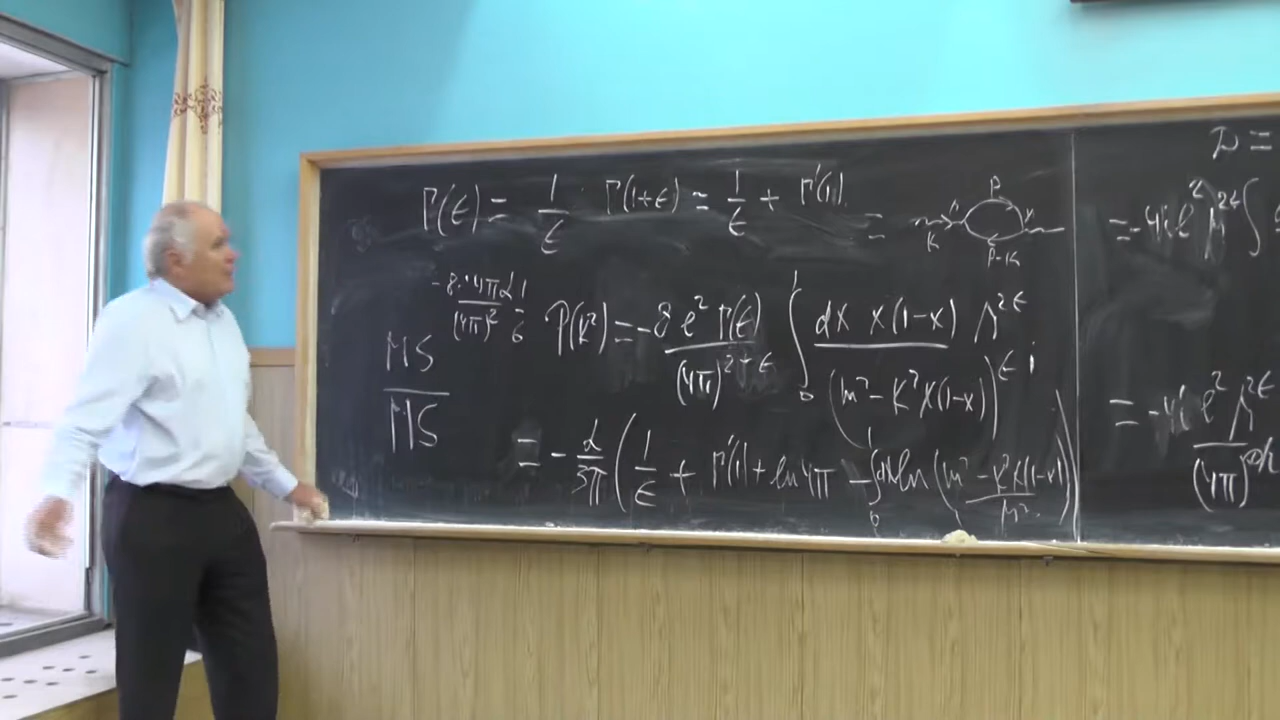 Γ(ε) = 1/ε · Γ(1+ε) = 1/ε + Γ'(1)
= K P P-K
-8·4πα/(4π)² 1/6
P(K²) = -8 e² Γ(ε)/(4π)^{2+ε} ∫₀¹ dx x(1-x) μ^{2ε}/(m² - K² x(1-x))^ε i
MS
M̅S̅
= -α/3π (1/ε + Γ'(1) + ln 4π - ∫₀¹ dx ln (m² - K² x(1-x)/μ²))
D =
= -4i e² μ^{2ε} ∫
= -4i e² μ^{2ε}/(4π)